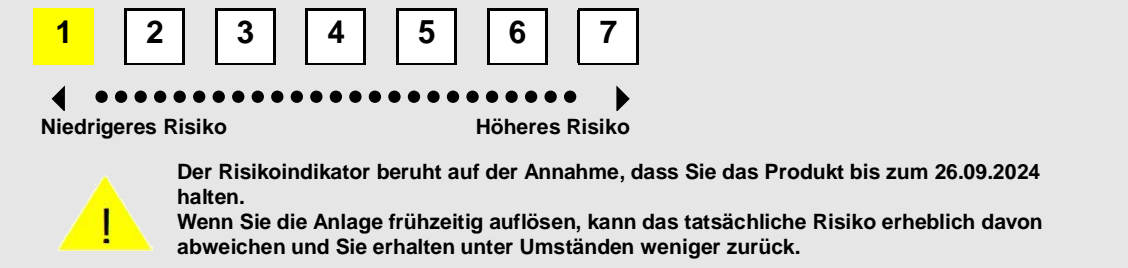 1 2 3 4 5 6 7
Niedrigeres Risiko Höheres Risiko
Der Risikoindikator beruht auf der Annahme, dass Sie das Produkt bis zum 26.09.2024
halten.
Wenn Sie die Anlage frühzeitig auflösen, kann das tatsächliche Risiko erheblich davon
abweichen und Sie erhalten unter Umständen weniger zurück.
!